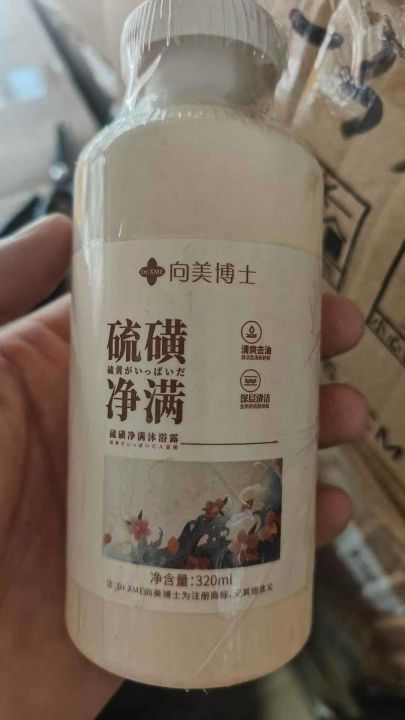 Dr.XME 向美博士
硫磺
硫黄がいっぱいだ
净满
硫磺净满沐浴露
清爽去油
深层清洁
净含量:320ml
注:Dr.XME向美博士为注册商标,无其他含义